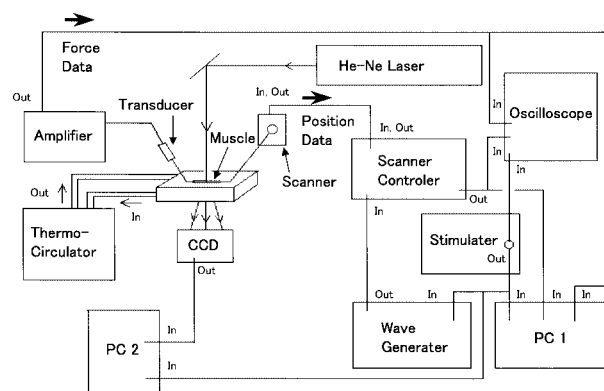 Force
Data
He-Ne Laser
Out
Transducer
In, Out
In
Oscilloscope
Amplifier
Muscle
Position
Data
In, Out
In
Scanner
Scanner
Controler
Out
In
Out
In
In
Stimulater
Out
Thermo-
Circulator
CCD
Out
Out
In
In
In
In
Wave
Generater
PC 1
In
PC 2
In